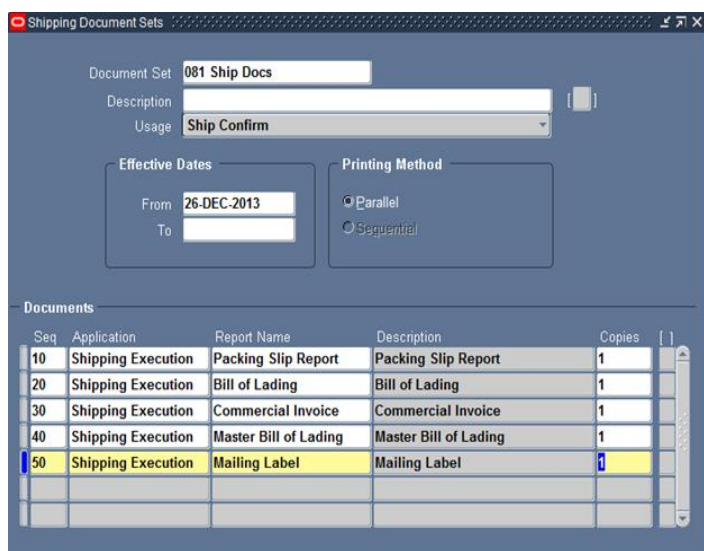 Shipping Document Sets
Document Set 081 Ship Docs
Description [ ]
Usage Ship Confirm
Effective Dates Printing Method
From 26-DEC-2013 Parallel
To Sequential
Documents
Seq Application Report Name Description Copies [ ]
10 Shipping Execution Packing Slip Report Packing Slip Report 1
20 Shipping Execution Bill of Lading Bill of Lading 1
30 Shipping Execution Commercial Invoice Commercial Invoice 1
40 Shipping Execution Master Bill of Lading Master Bill of Lading 1
50 Shipping Execution Mailing Label Mailing Label 1